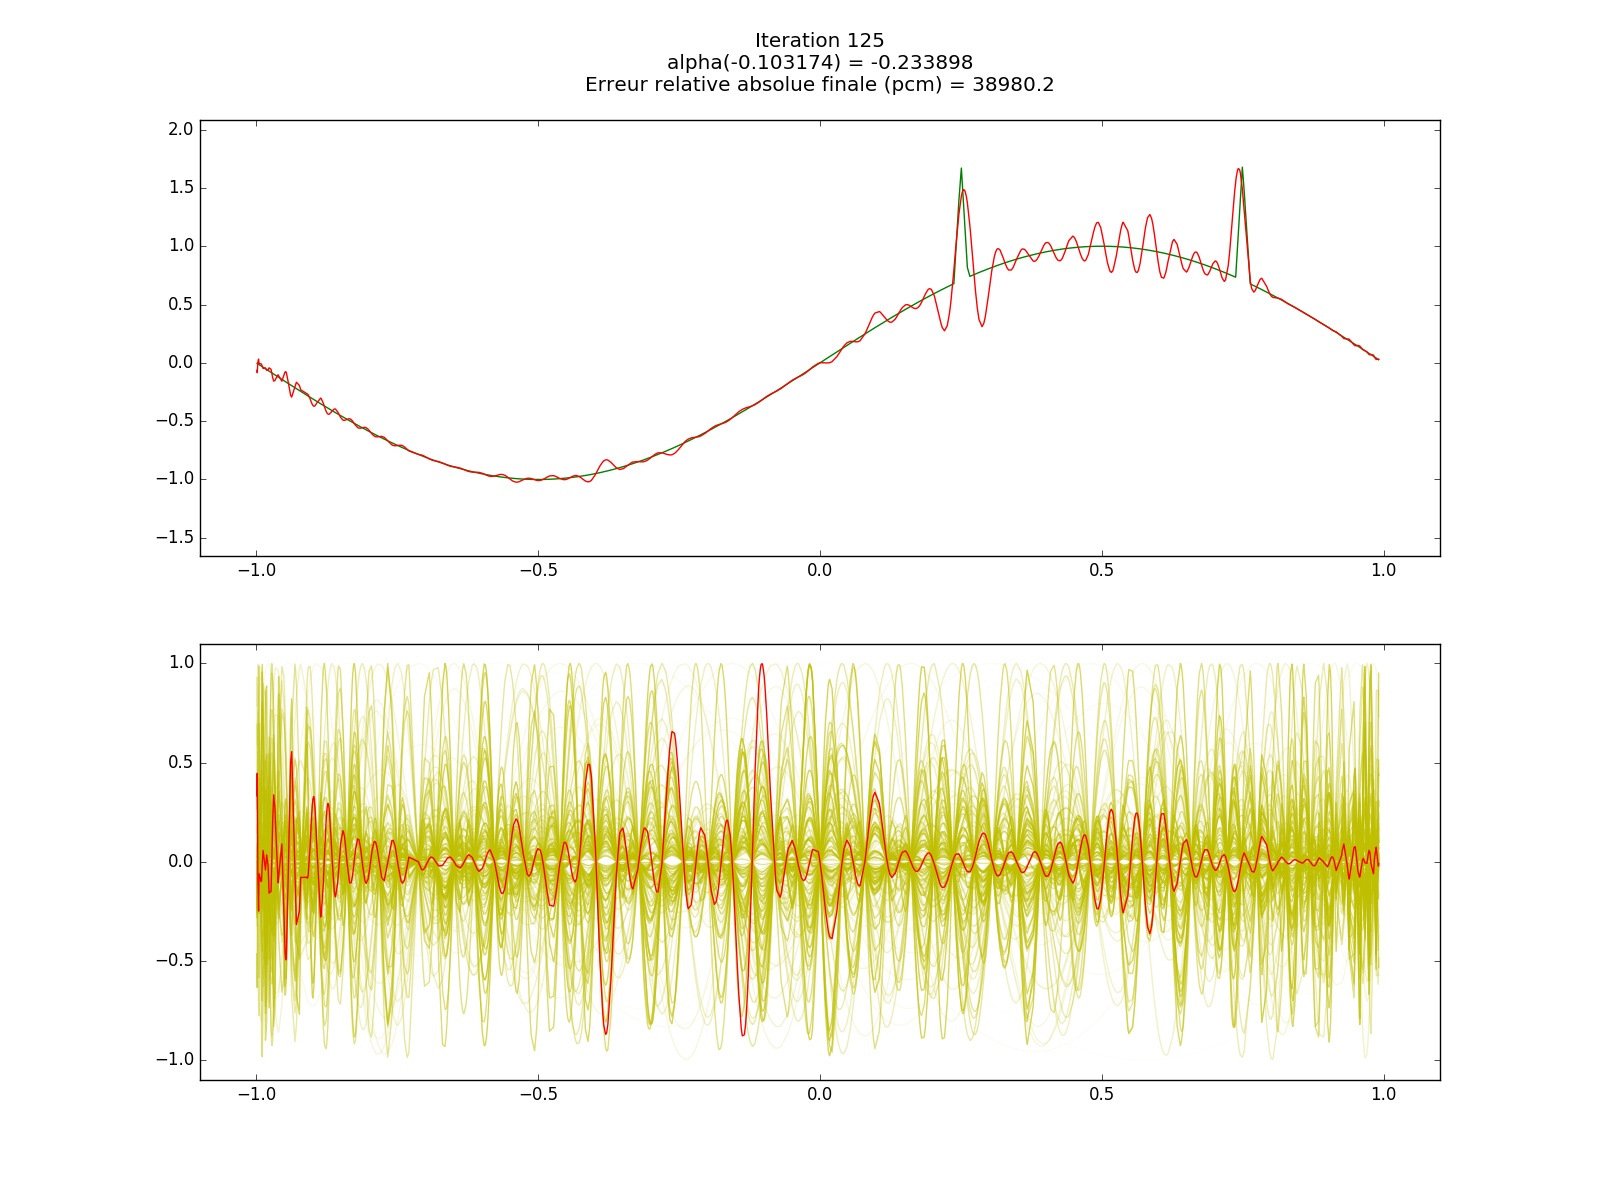 Iteration 125
alpha(-0.103174) = -0.233898
Erreur relative absolue finale (pcm) = 38980.2
2.0
1.5
1.0
0.5
0.0
−0.5
−1.0
−1.5
−1.0 −0.5 0.0 0.5 1.0
1.0
0.5
0.0
−0.5
−1.0
−1.0 −0.5 0.0 0.5 1.0